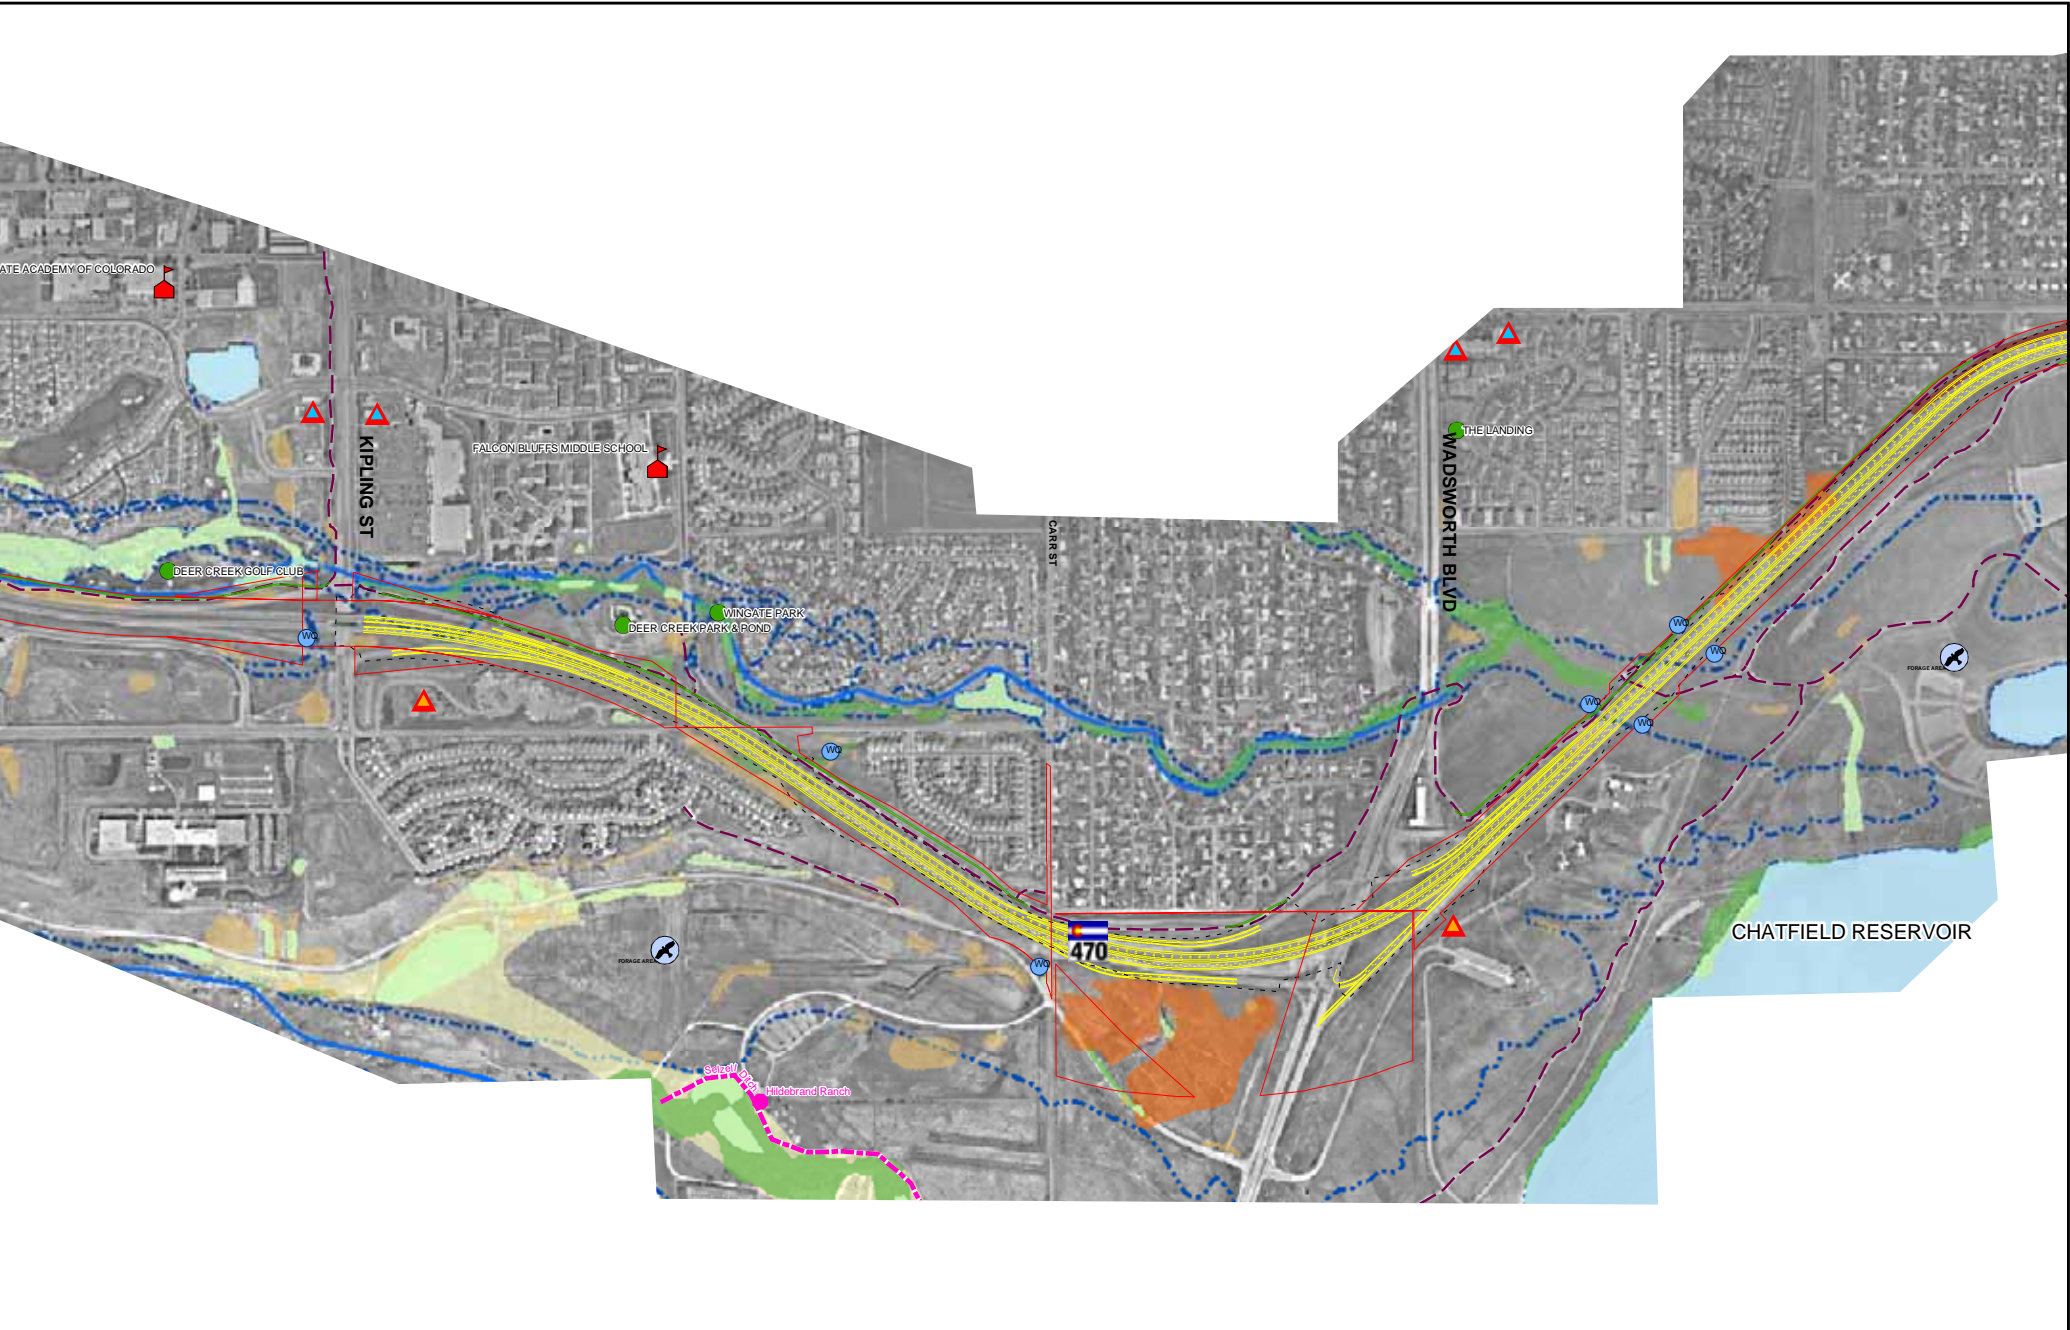 ATE ACADEMY OF COLORADO
KIPLING ST
FALCON BLUFFS MIDDLE SCHOOL
THE LANDING
WADSWORTH BLVD
CARR ST
DEER CREEK GOLF CLUB
WINGATE PARK
DEER CREEK PARK & POND
WQ
WQ
WQ
FORAGE AREA
WQ
WQ
WQ
CHATFIELD RESERVOIR
470
FORAGE AREA
WQ
Hildebrand Ranch